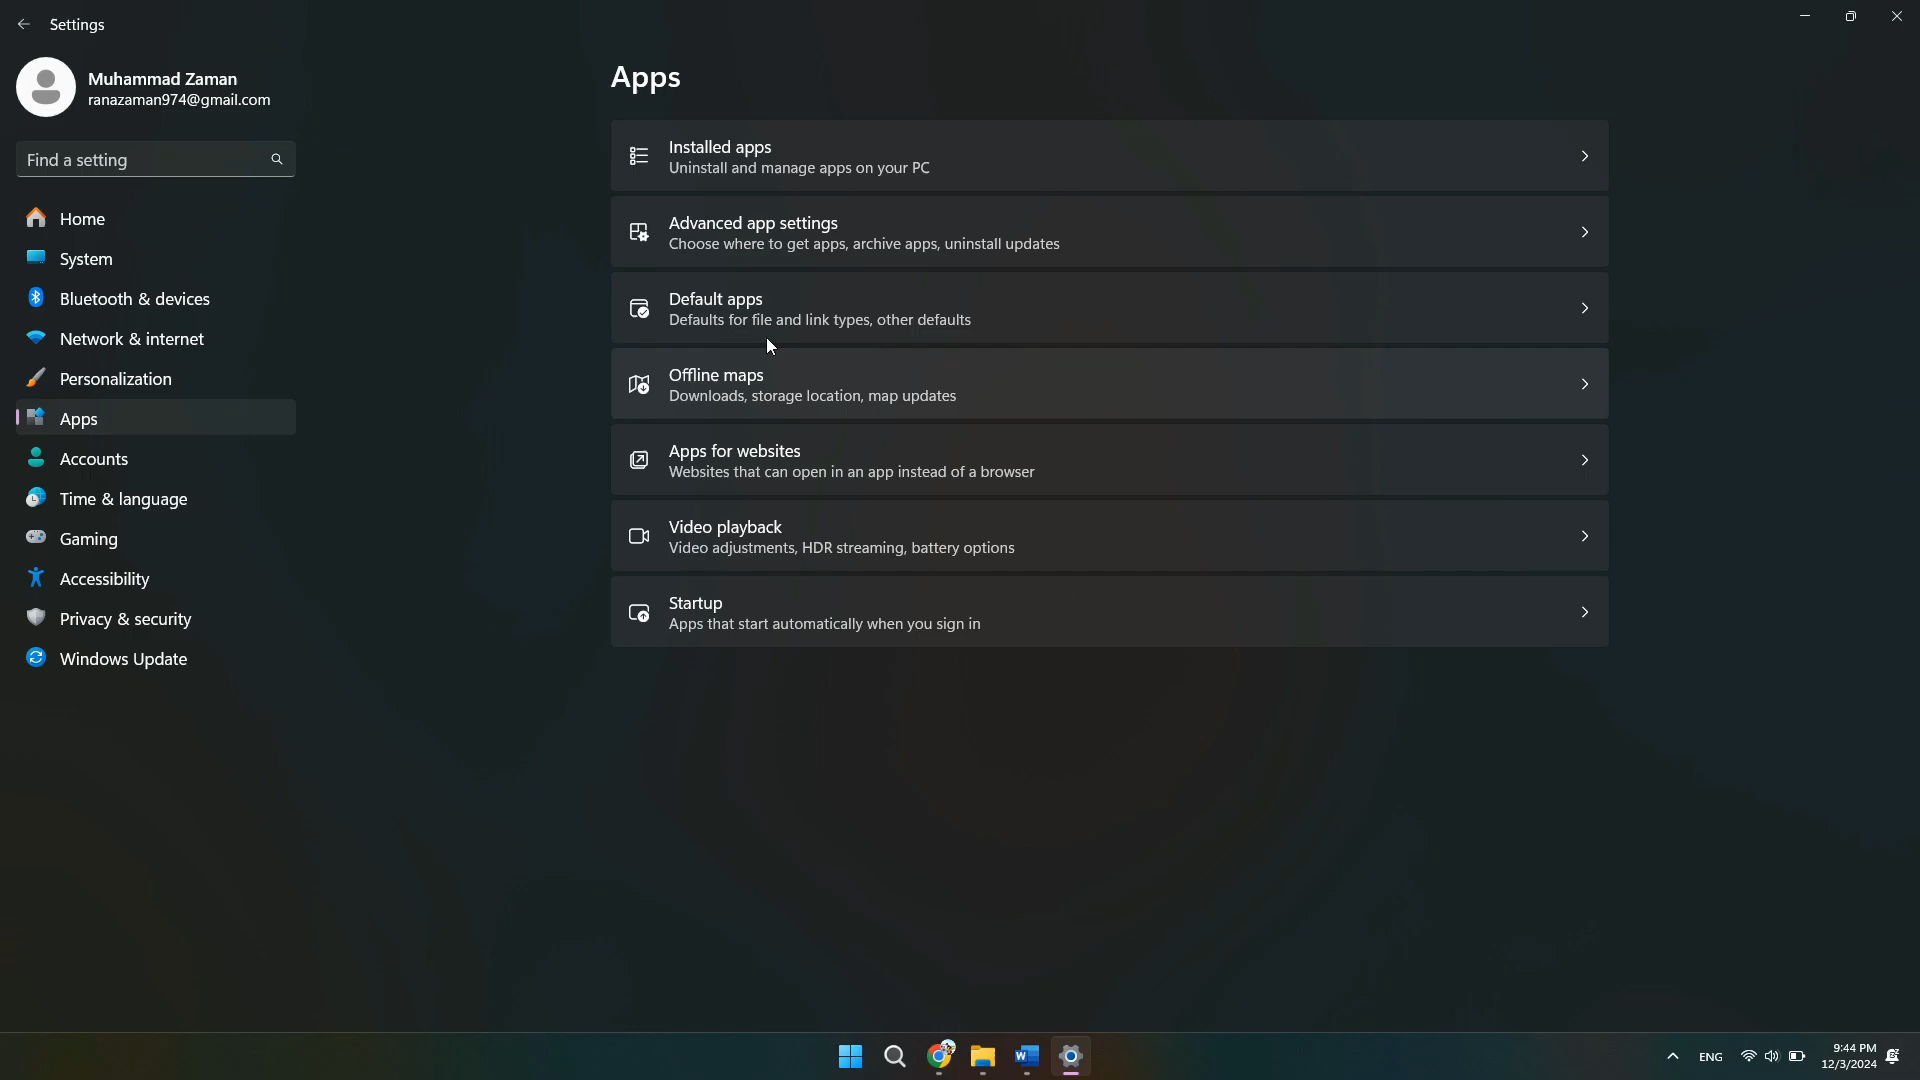 Settings
Muhammad Zaman
ranazaman974@gmail.com
Find a setting
Home
System
Bluetooth & devices
Network & internet
Personalization
Apps
Accounts
Time & language
Gaming
Accessibility
Privacy & security
Windows Update
Apps
Installed apps
Uninstall and manage apps on your PC
Advanced app settings
Choose where to get apps, archive apps, uninstall updates
Default apps
Defaults for file and link types, other defaults
Offline maps
Downloads, storage location, map updates
Apps for websites
Websites that can open in an app instead of a browser
Video playback
Video adjustments, HDR streaming, battery options
Startup
Apps that start automatically when you sign in
ENG
9:44 PM
12/3/2024